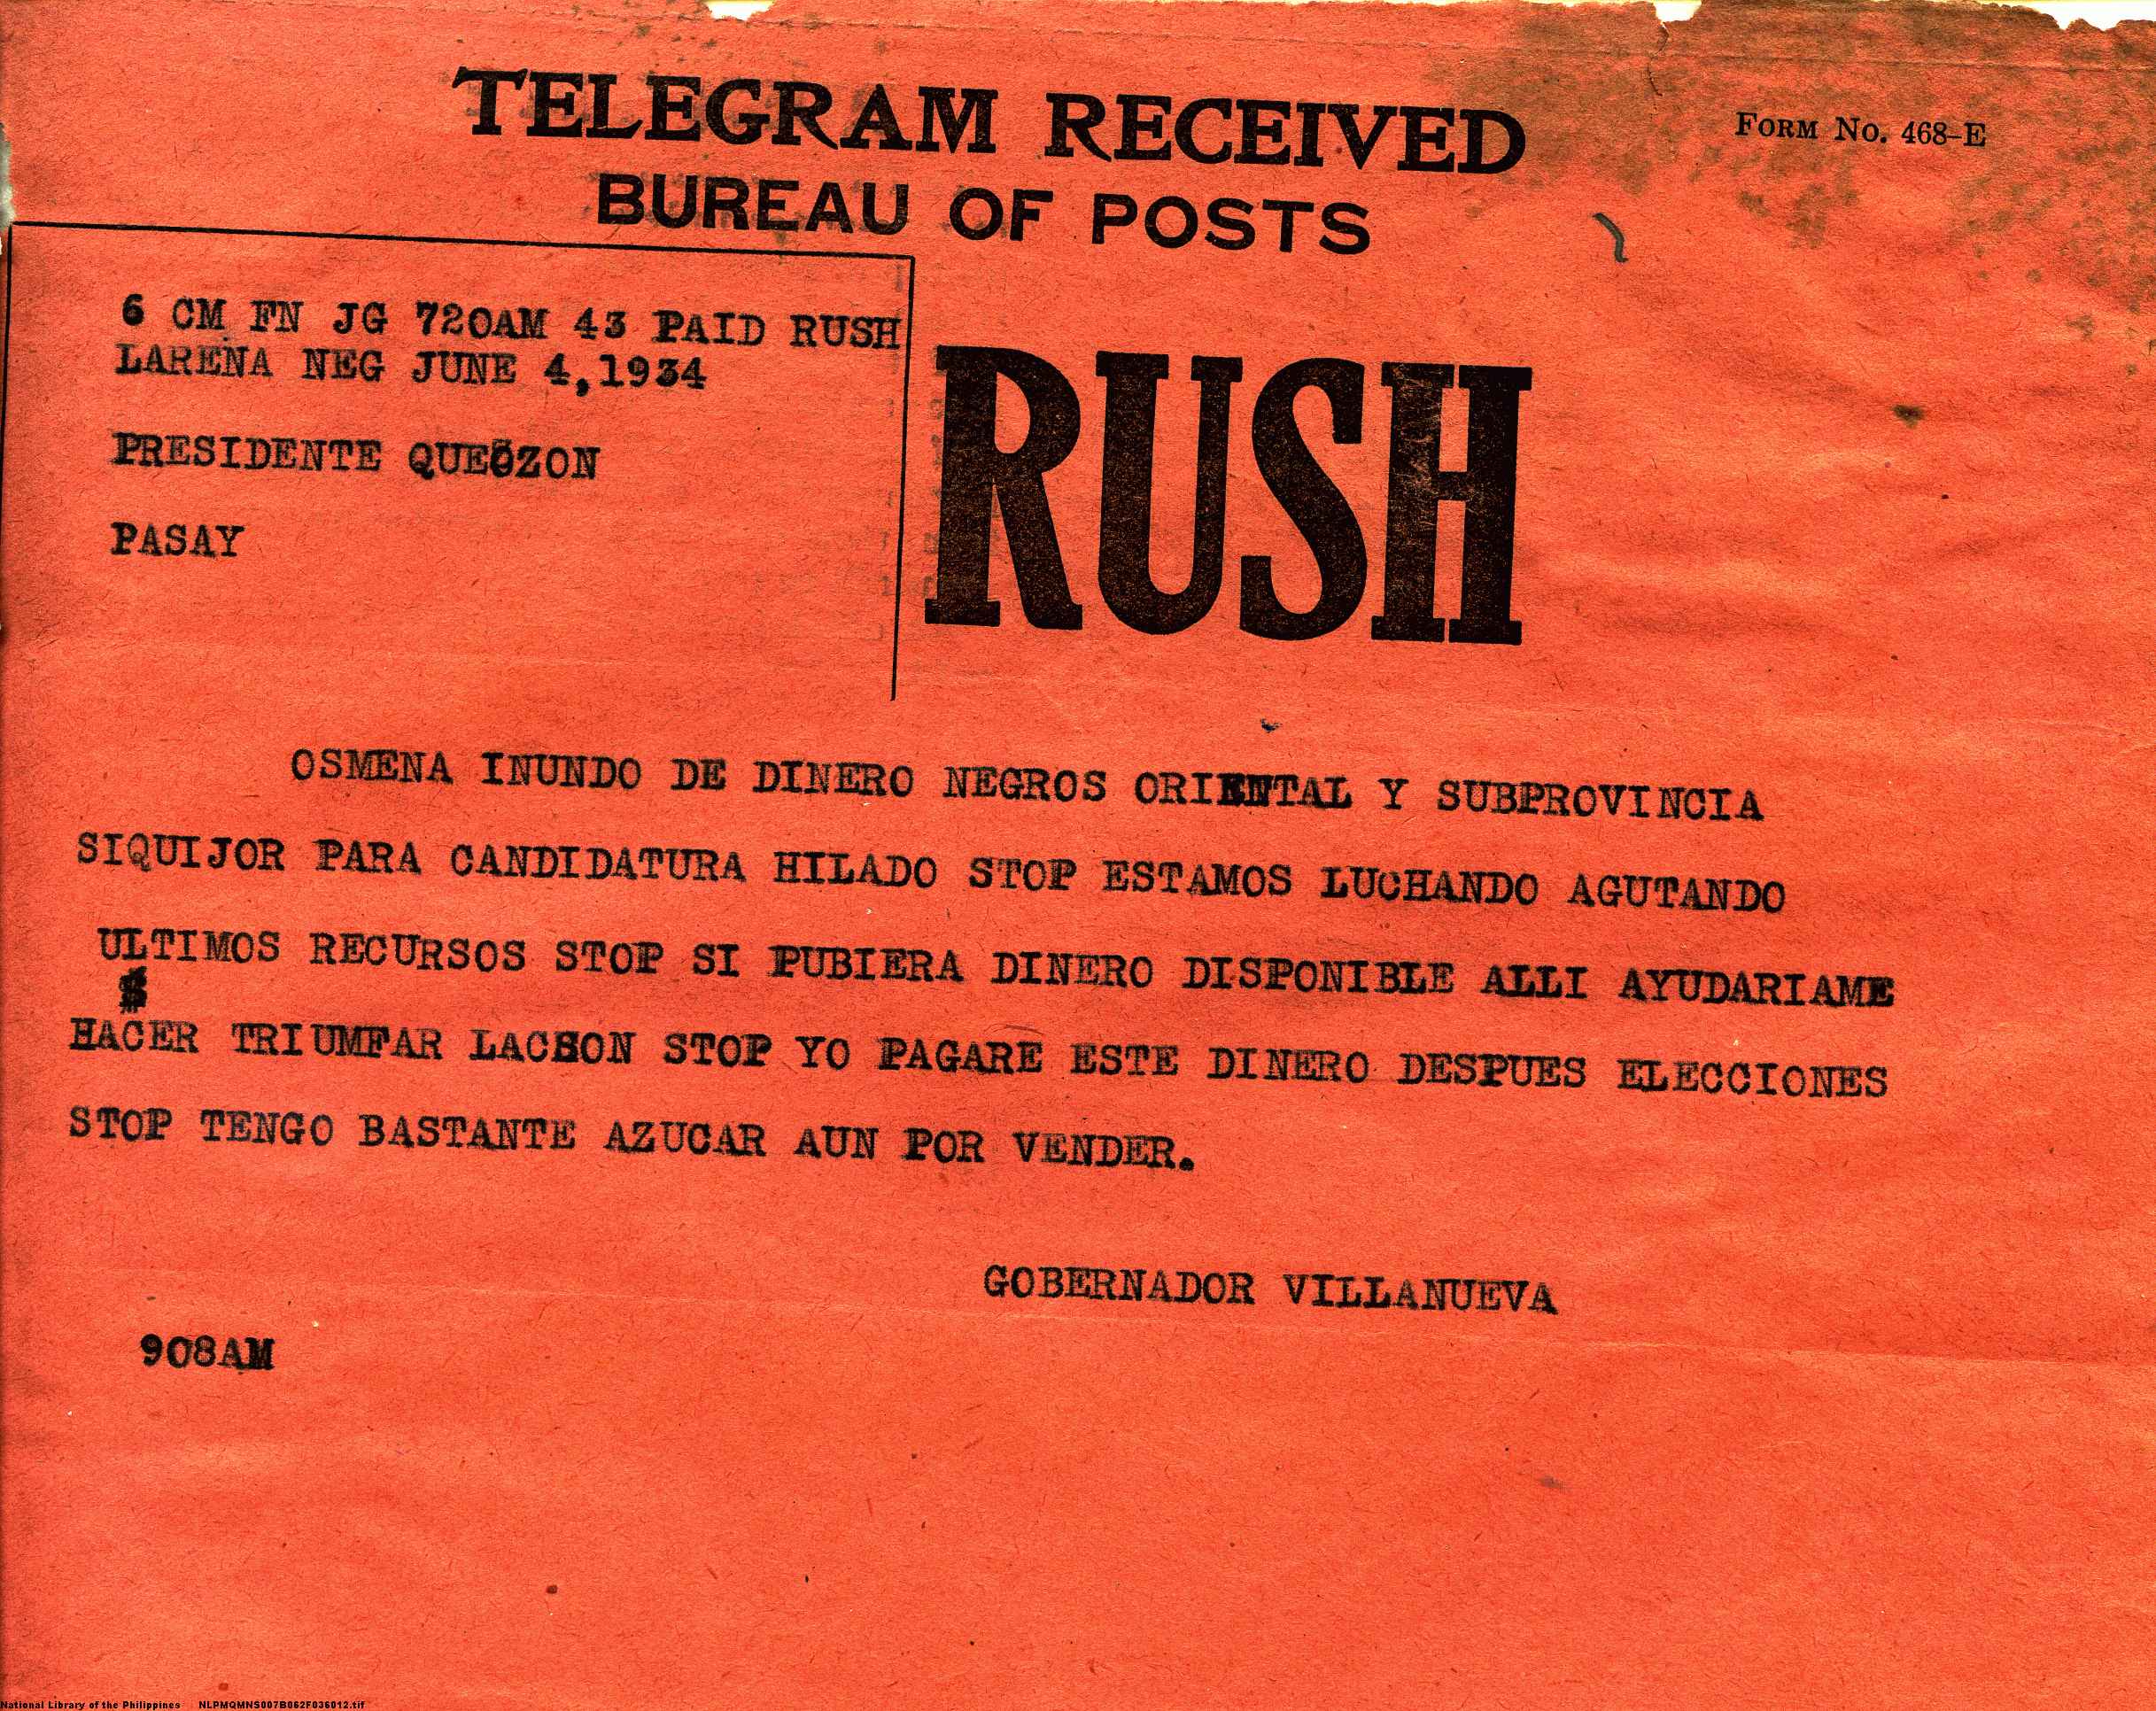 TELEGRAM RECEIVED
FORM NO. 468-E
BUREAU OF POSTS
6 CM FN JG 720AM 43 PAID RUSH
LARENA NEG JUNE 4,1934
RUSH
PRESIDENTE QUEZON
PASAY
OSMENA INUNDO DE DINERO NEGROS ORIENTAL Y SUBPROVINCIA
SIQUIJOR PARA CANDIDATURA HILADO STOP ESTAMOS LUCHANDO AGUTANDO
ULTIMOS RECURSOS STOP SI PUBIERA DINERO DISPONIBLE ALLI AYUDARIAME
HACER TRIUMFAR LACSON STOP YO PAGARE ESTE DINERO DESPUES ELECCIONES
STOP TENGO BASTANTE AZUCAR AUN POR VENDER.
GOBERNADOR VILLANUEVA
908AM
National Library of the Philippines NLPMQMNS007B062F036012.tif